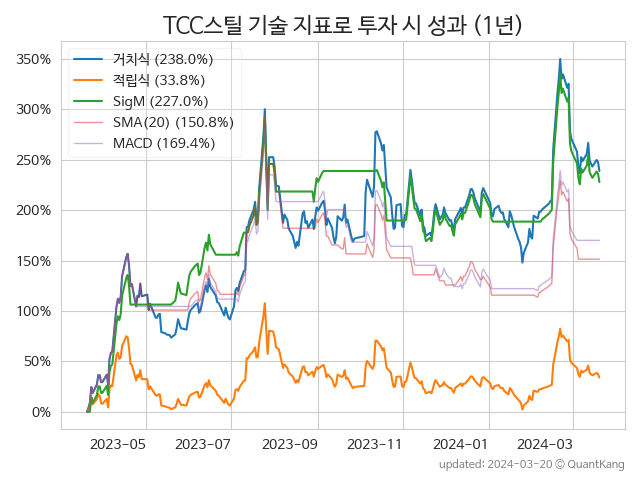 TCC스틸 기술 지표로 투자 시 성과 (1년)
거치식 (238.0%)
적립식 (33.8%)
SigM (227.0%)
SMA(20) (150.8%)
MACD (169.4%)
350%
300%
250%
200%
150%
100%
50%
0%
2023-05 2023-07 2023-09 2023-11 2024-01 2024-03
updated: 2024-03-20 © QuantKang